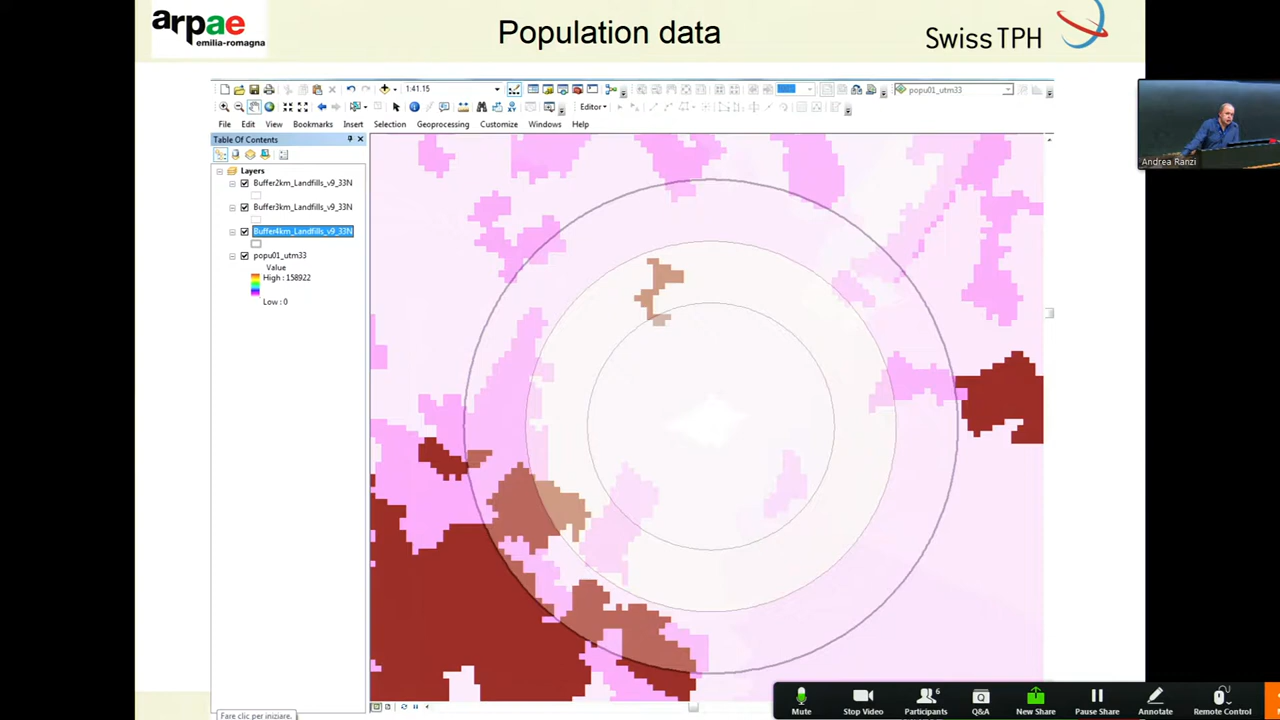 arpae
emilia-romagna
Population data
Swiss TPH
1:41.15
popu01_utm33
Editor
File Edit View Bookmarks Insert Selection Geoprocessing Customize Windows Help
Table Of Contents
Layers
Buffer2km_Landfills_v9_33N
Buffer3km_Landfills_v9_33N
Buffer4km_Landfills_v9_33N
popu01_utm33
Value
High : 158922
Low : 0
Andrea Ranzi
Fare clic per iniziare.
6
Mute Stop Video Participants Q&A New Share Pause Share Annotate Remote Control